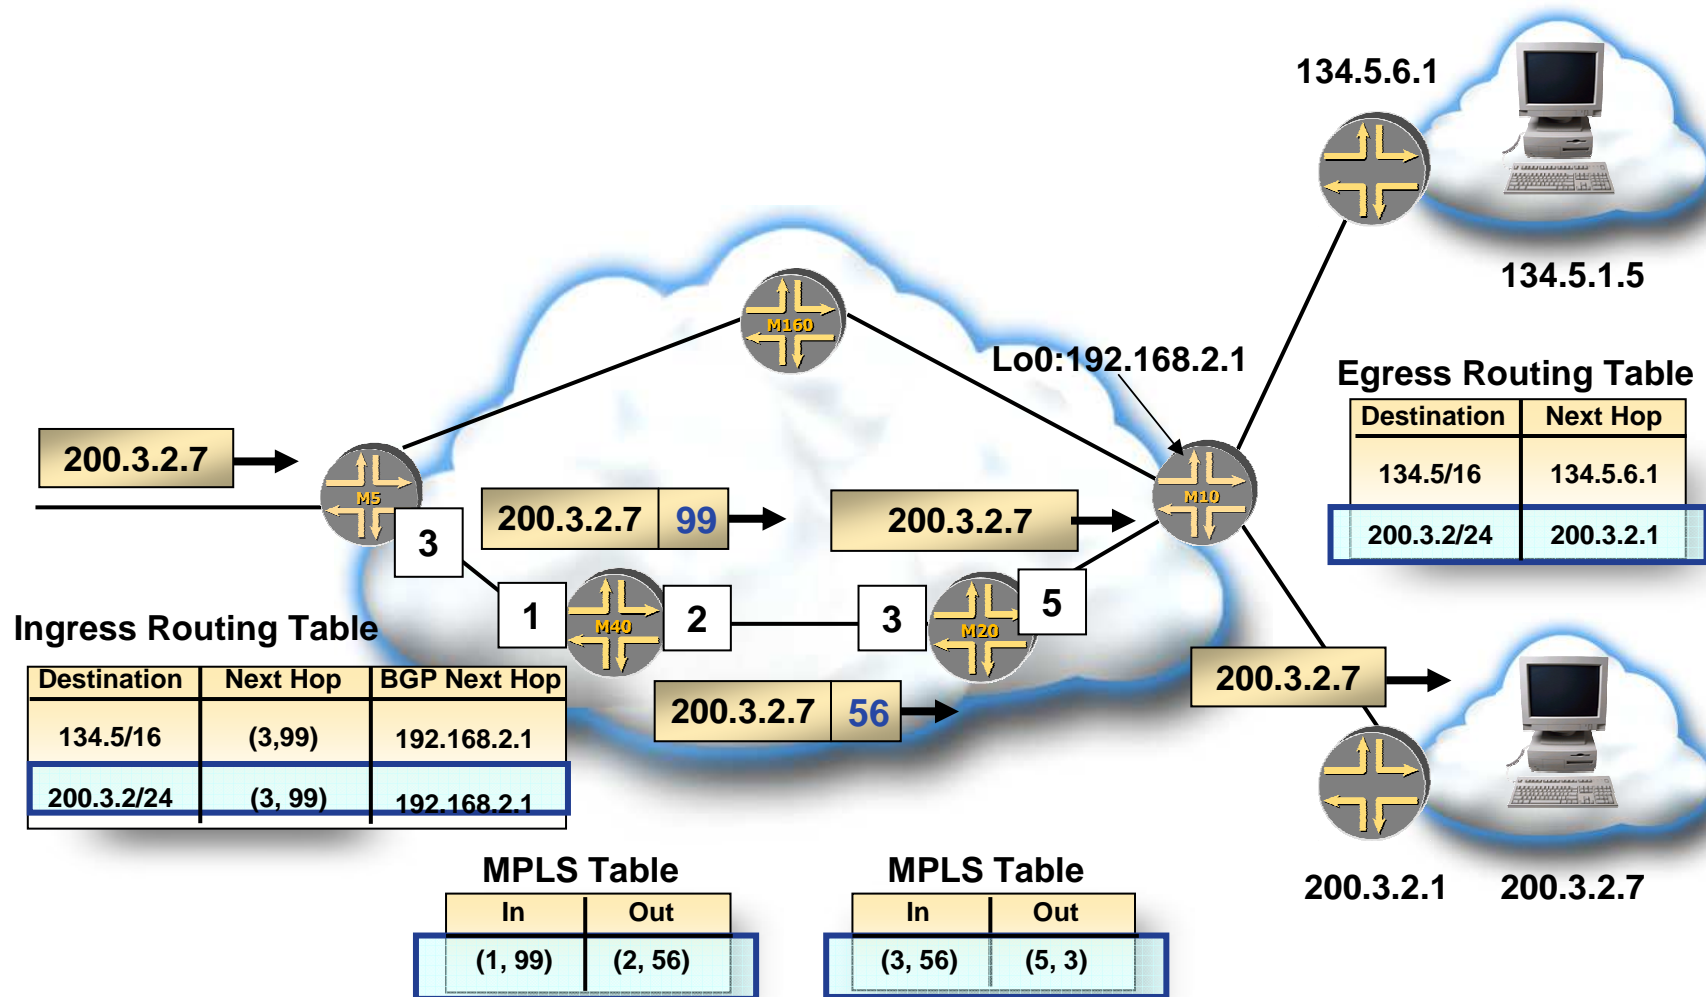 134.5.6.1
134.5.1.5
M160
Lo0:192.168.2.1
Egress Routing Table
Destination Next Hop
134.5/16 134.5.6.1
200.3.2/24 200.3.2.1
200.3.2.7
M5
M10
200.3.2.7 99
200.3.2.7
3
1
M40
2
3
M20
5
Ingress Routing Table
Destination Next Hop BGP Next Hop
134.5/16 (3,99) 192.168.2.1
200.3.2/24 (3, 99) 192.168.2.1
200.3.2.7 56
200.3.2.7
200.3.2.1
200.3.2.7
MPLS Table
In Out
(1, 99) (2, 56)
MPLS Table
In Out
(3, 56) (5, 3)